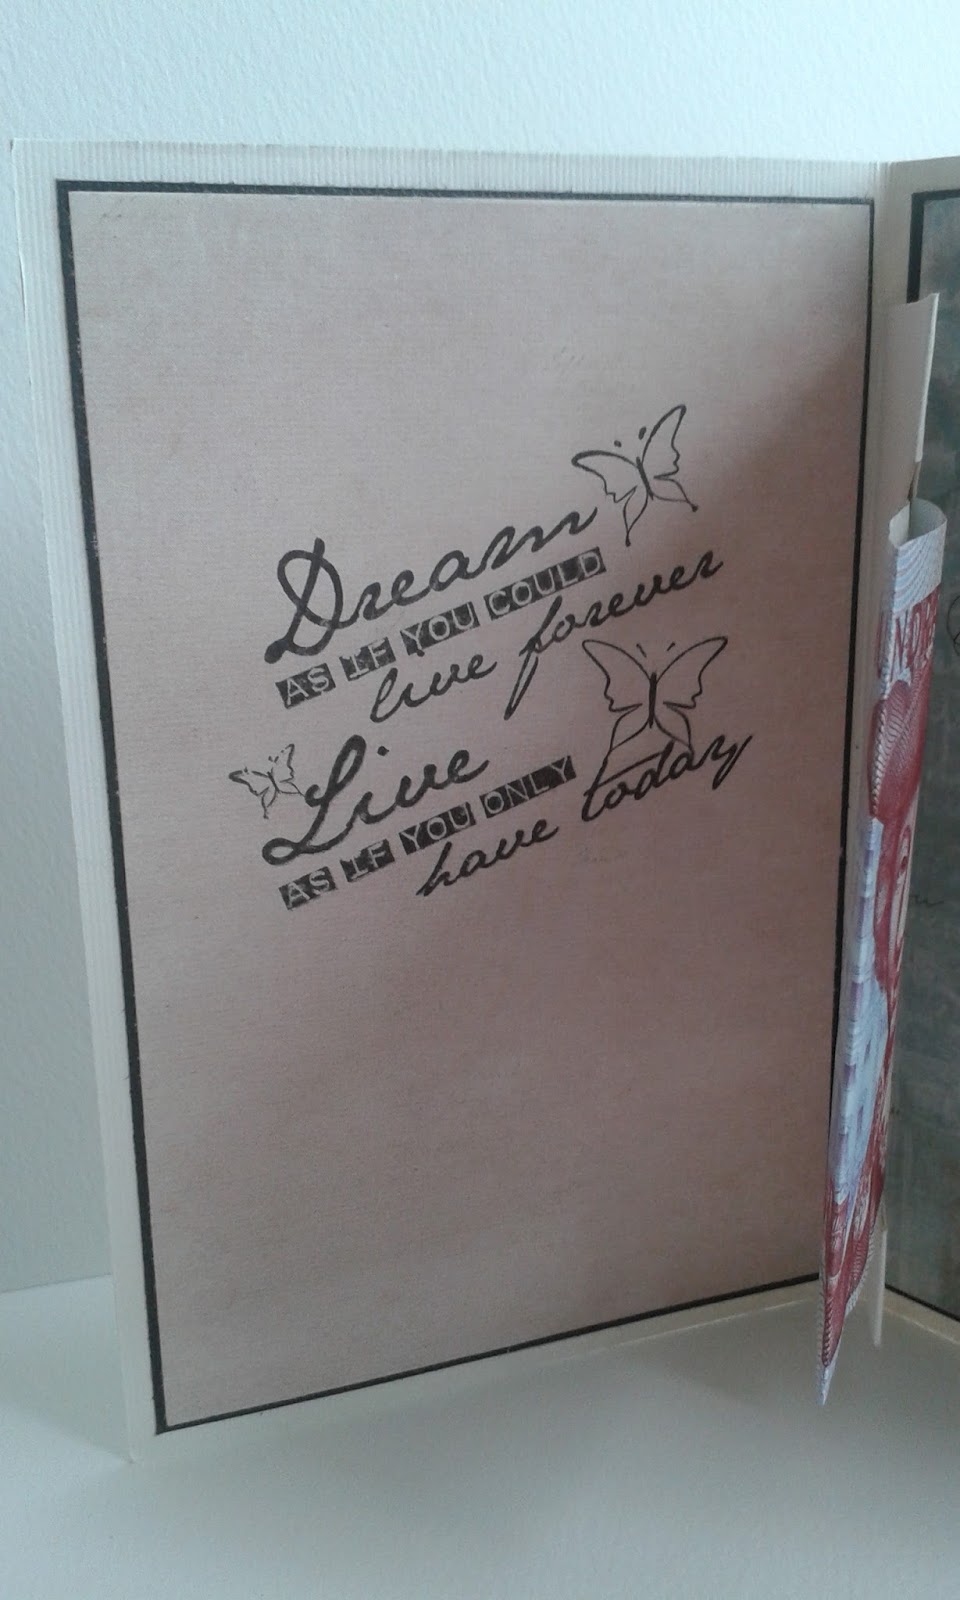 Dream
AS IF YOU COULD
live forever
Live
AS IF YOU ONLY
have today